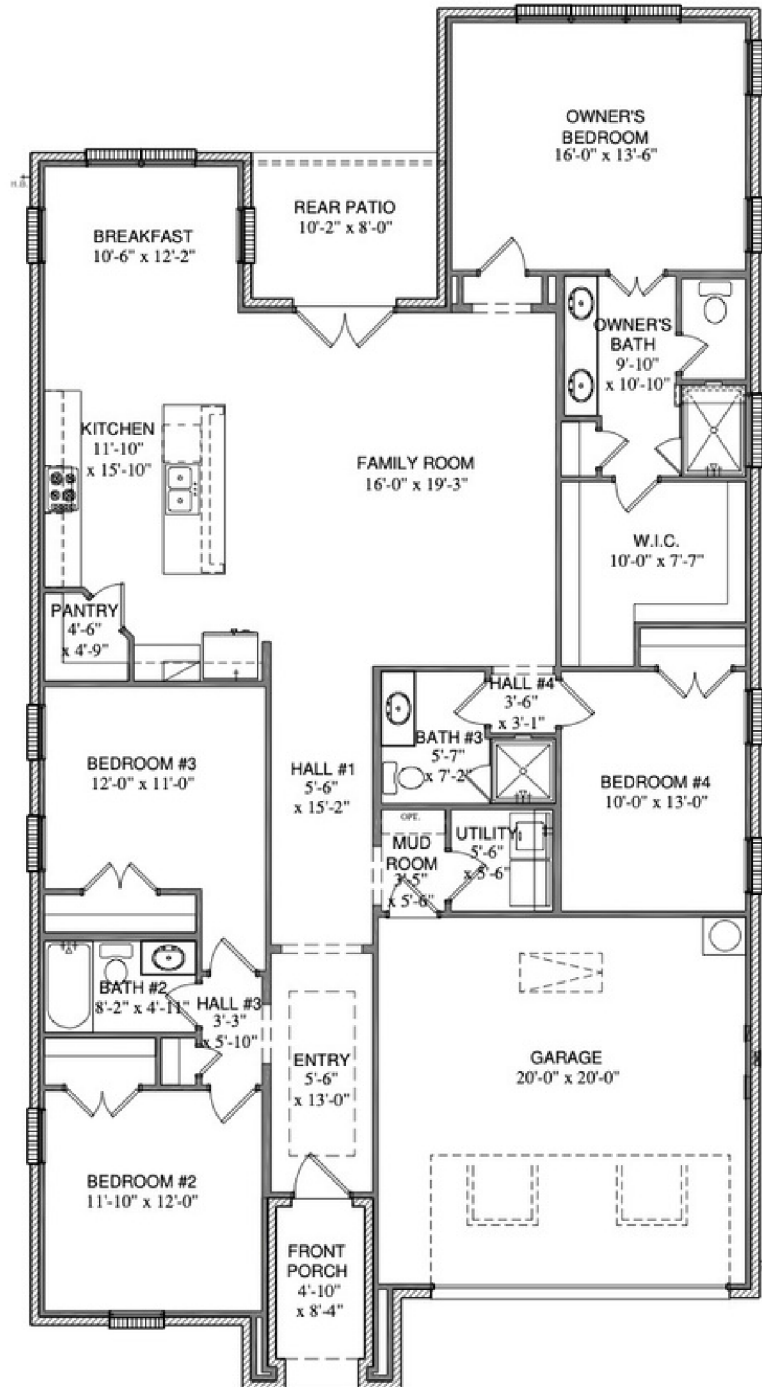 OWNER'S
BEDROOM
16'-0" x 13'-6"
H.B.
REAR PATIO
10'-2" x 8'-0"
BREAKFAST
10'-6" x 12'-2"
OWNER'S
BATH
9'-10"
x 10'-10"
KITCHEN
11'-10"
x 15'-10"
FAMILY ROOM
16'-0" x 19'-3"
W.I.C.
10'-0" x 7'-7"
PANTRY
4'-6"
x 4'-9"
HALL #4
3'-6"
x 3'-1"
BATH #3
5'-7"
x 7'-2"
BEDROOM #3
12'-0" x 11'-0"
HALL #1
5'-6"
x 15'-2"
BEDROOM #4
10'-0" x 13'-0"
OPT.
MUD
ROOM
3'-5"
x 5'-6"
UTILITY
5'-6"
x 5'-6"
BATH #2
8'-2" x 4'-11"
HALL #3
3'-3"
x 5'-10"
ENTRY
5'-6"
x 13'-0"
GARAGE
20'-0" x 20'-0"
BEDROOM #2
11'-10" x 12'-0"
FRONT
PORCH
4'-10"
x 8'-4"